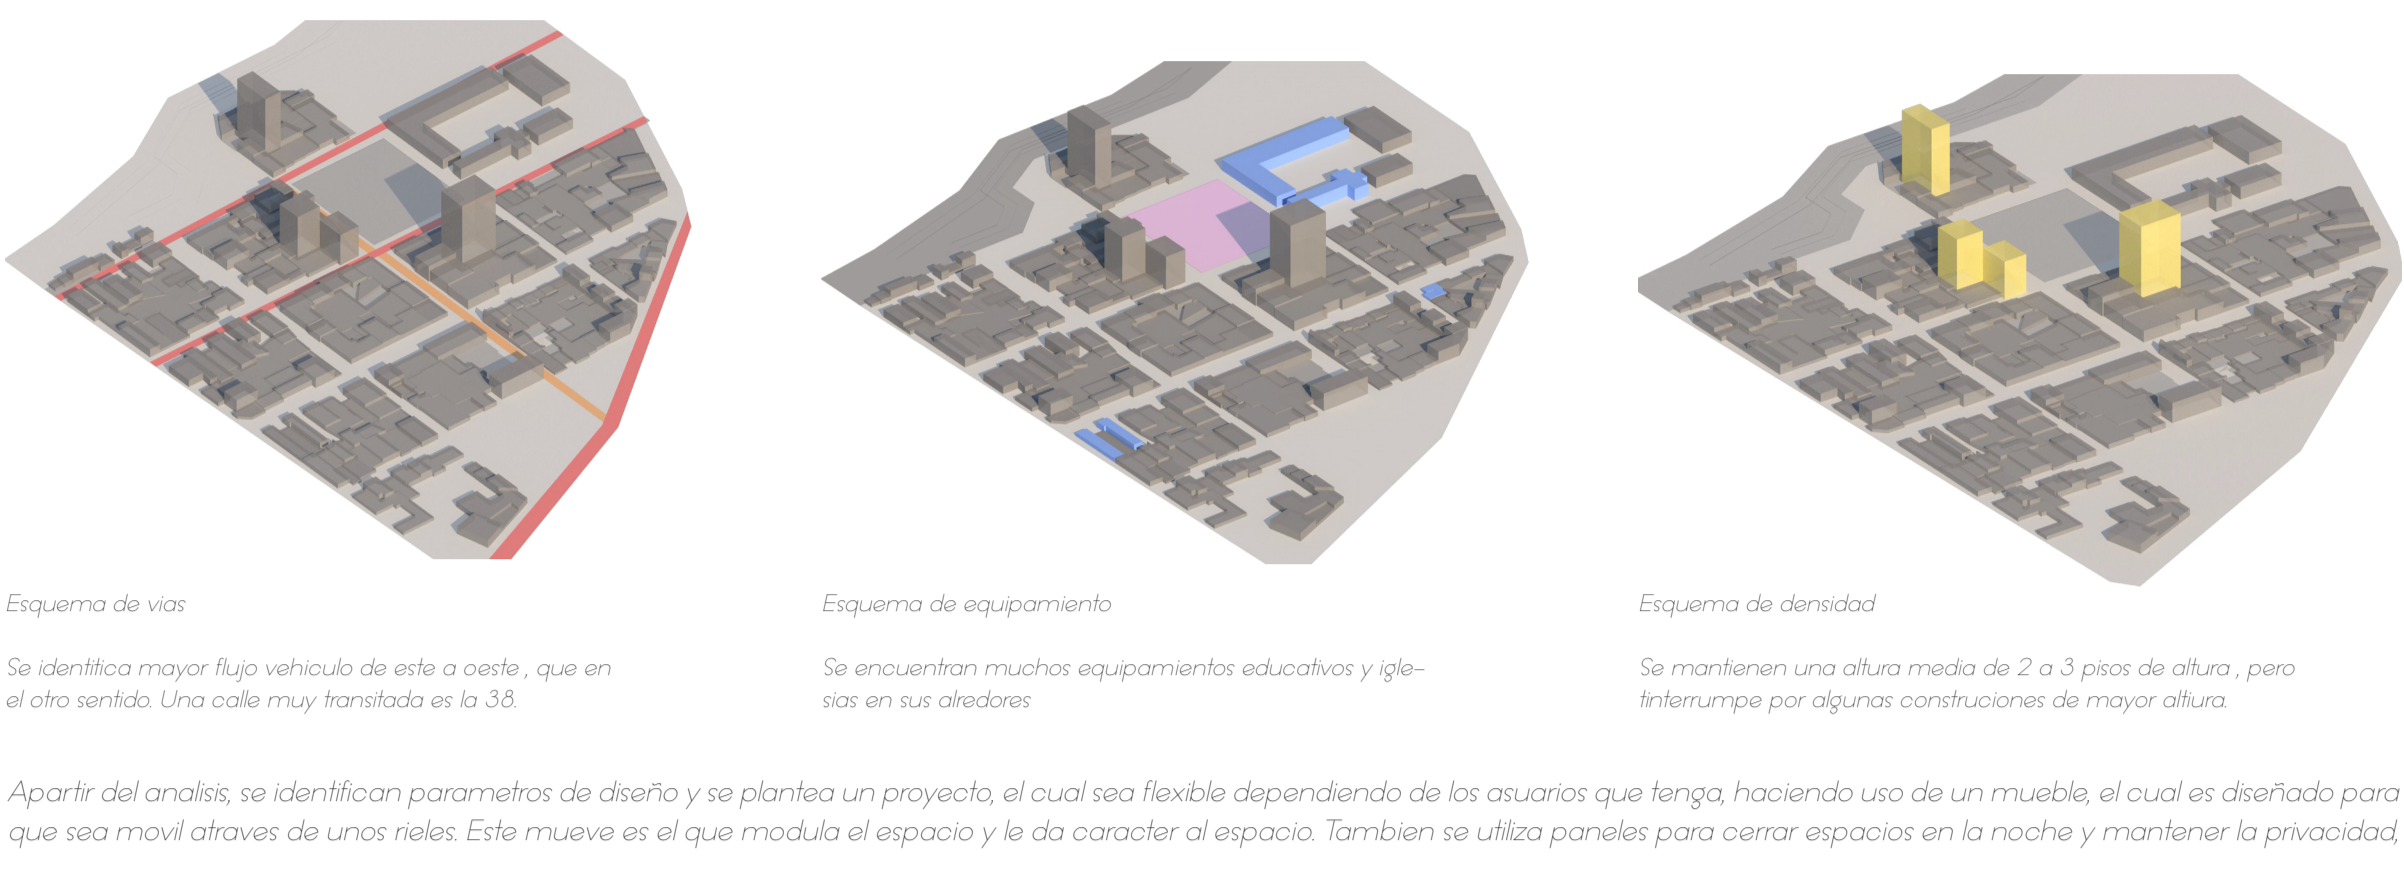 Esquema de vias
Se identitica mayor flujo vehiculo de este a oeste , que en
el otro sentido. Una calle muy transitada es la 38.
Esquema de equipamiento
Se encuentran muchos equipamientos educativos y igle-
sias en sus alredores
Esquema de densidad
Se mantienen una altura media de 2 a 3 pisos de altura , pero
tinterrumpe por algunas construciones de mayor altiura.
Apartir del analisis, se identifican parametros de diseño y se plantea un proyecto, el cual sea flexible dependiendo de los asuarios que tenga, haciendo uso de un mueble, el cual es diseñado para
que sea movil atraves de unos rieles. Este mueve es el que modula el espacio y le da caracter al espacio. Tambien se utiliza paneles para cerrar espacios en la noche y mantener la privacidad,